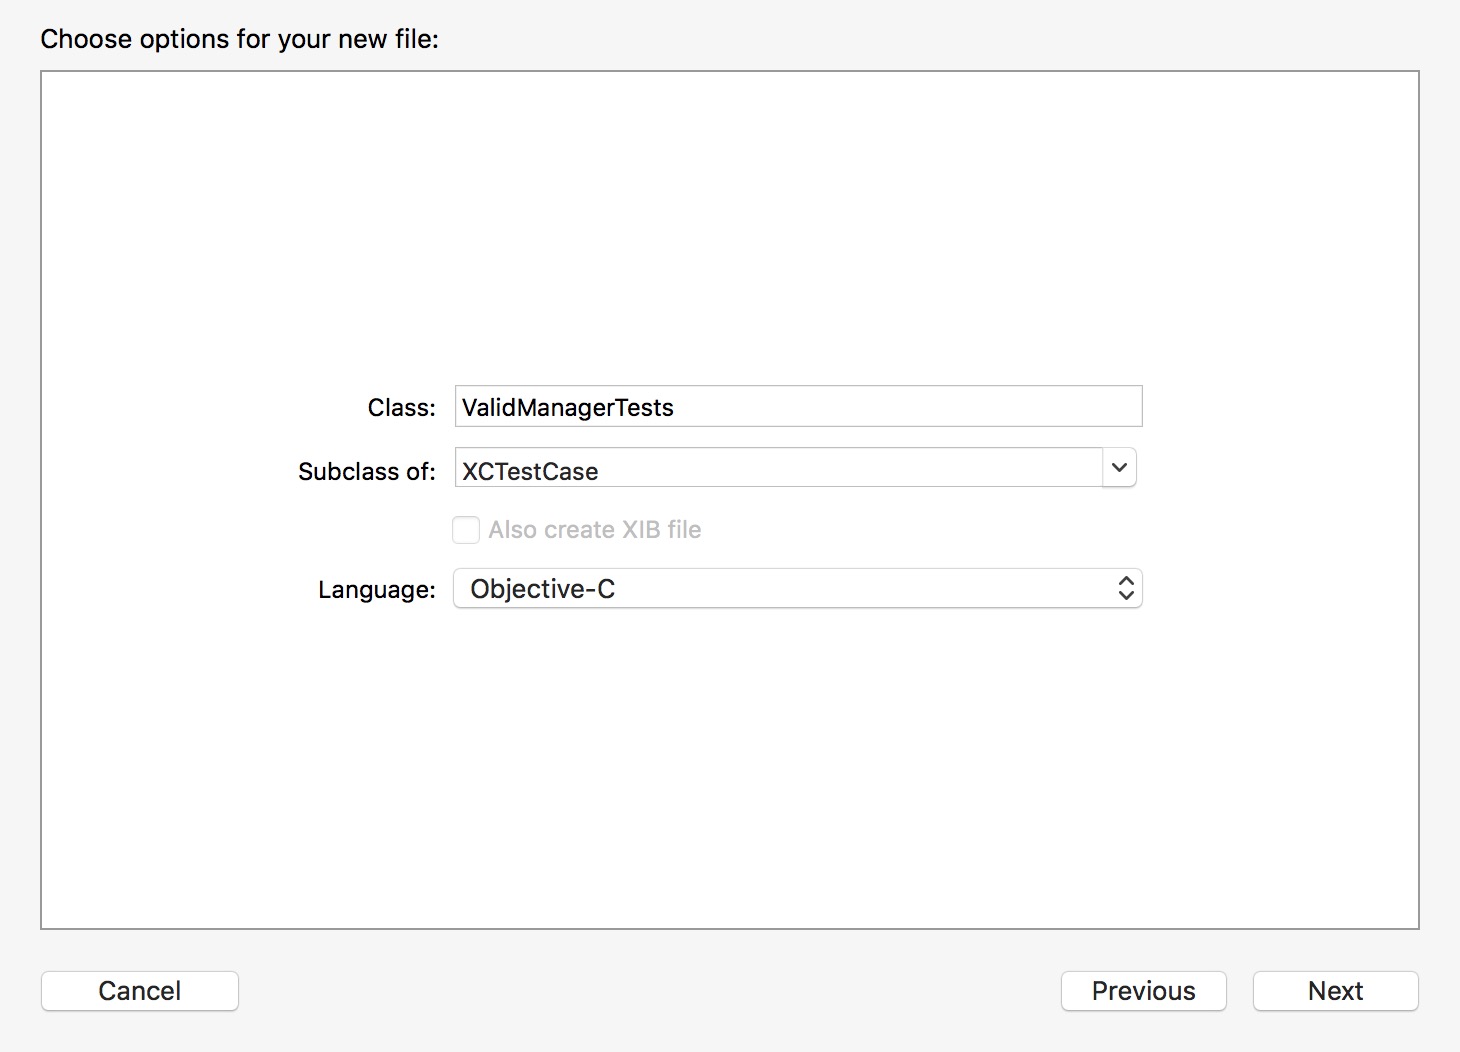 Choose options for your new file:
Class: ValidManagerTests
Subclass of: XCTestCase
Also create XIB file
Language: Objective-C
Cancel Previous Next